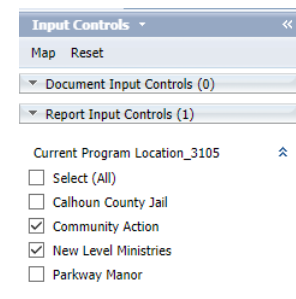 Input Controls
Map Reset
Document Input Controls (0)
Report Input Controls (1)
Current Program Location_3105
Select (All)
Calhoun County Jail
Community Action
New Level Ministries
Parkway Manor